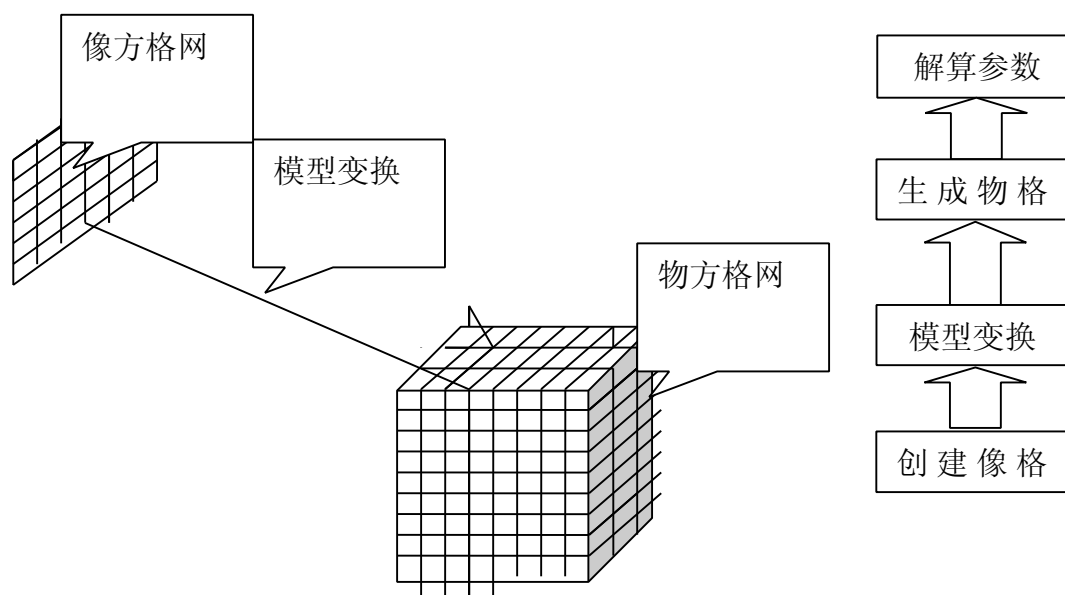 像方格网
模型变换
物方格网
解算参数
生成物格
模型变换
创建像格